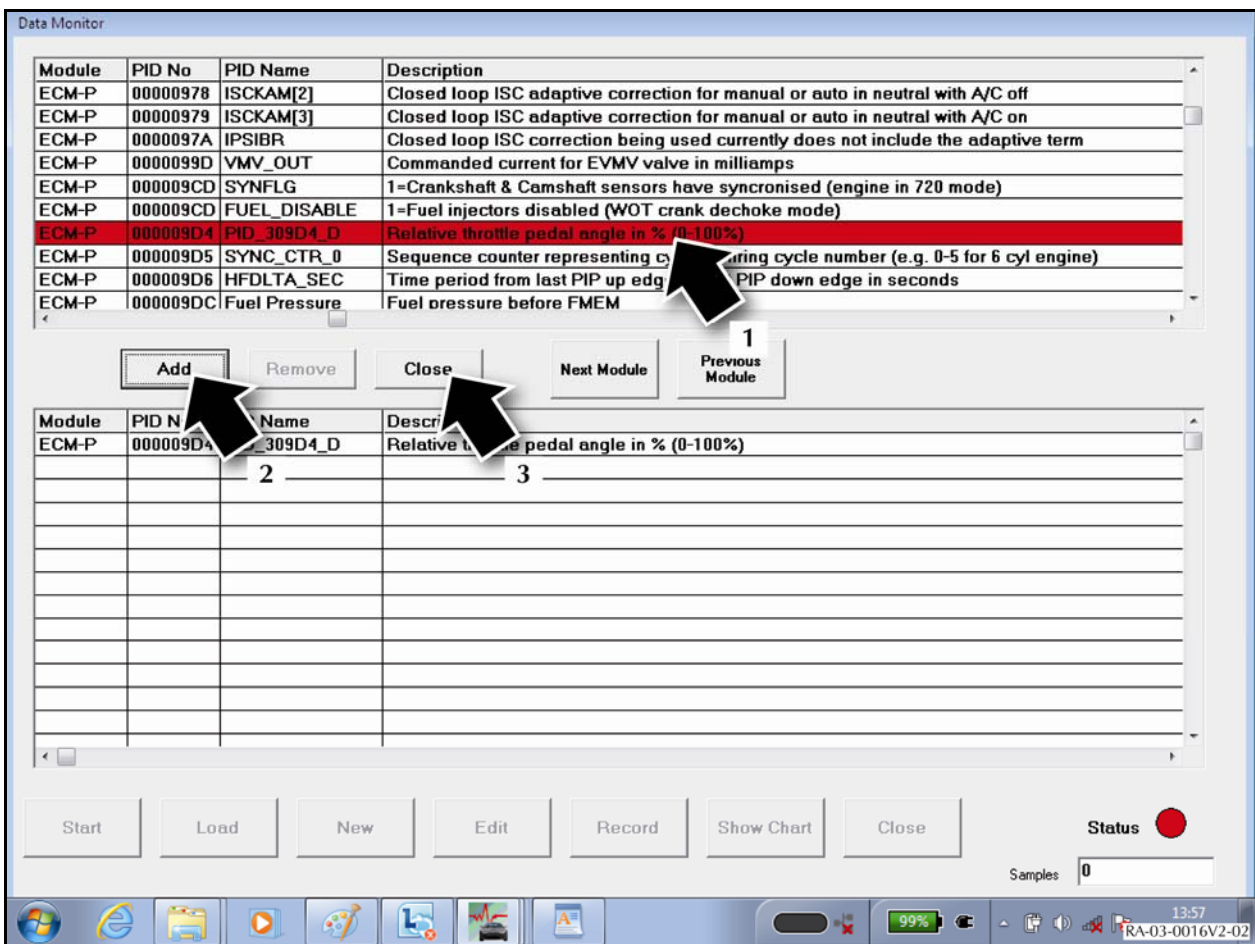 Data Monitor
Module PID No PID Name Description
ECM-P 00000978 ISCKAM[2] Closed loop ISC adaptive correction for manual or auto in neutral with A/C off
ECM-P 00000979 ISCKAM[3] Closed loop ISC adaptive correction for manual or auto in neutral with A/C on
ECM-P 0000097A IPSIBR Closed loop ISC correction being used currently does not include the adaptive term
ECM-P 0000099D VMV_OUT Commanded current for EVMV valve in milliamps
ECM-P 000009CD SYNFLG 1=Crankshaft & Camshaft sensors have syncronised (engine in 720 mode)
ECM-P 000009CD FUEL_DISABLE 1=Fuel injectors disabled (WOT crank dechoke mode)
ECM-P 000009D4 PID_309D4_D Relative throttle pedal angle in % (0-100%)
ECM-P 000009D5 SYNC_CTR_0 Sequence counter representing cycle number (e.g. 0-5 for 6 cyl engine)
ECM-P 000009D6 HFDLTA_SEC Time period from last PIP up PIP down edge in seconds
ECM-P 000009DC Fuel Pressure Fuel pressure before FMEM
1
Add Remove Close Next Module Previous Module
Module PID Name
ECM-P 000009D4 _309D4_D Relative pedal angle in % (0-100%)
2 3
Start Load New Edit Record Show Chart Close Status
Samples 0
99% 13:57
RA-03-0016V2-02